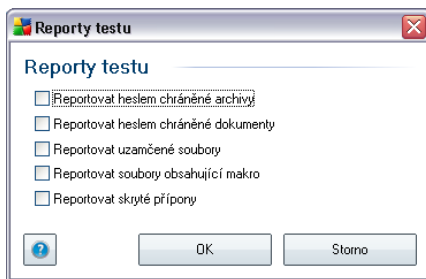 Reporty testu
Reporty testu
Reportovat heslem chráněné archivy
Reportovat heslem chráněné dokumenty
Reportovat uzamčené soubory
Reportovat soubory obsahující makro
Reportovat skryté přípony
? OK Storno